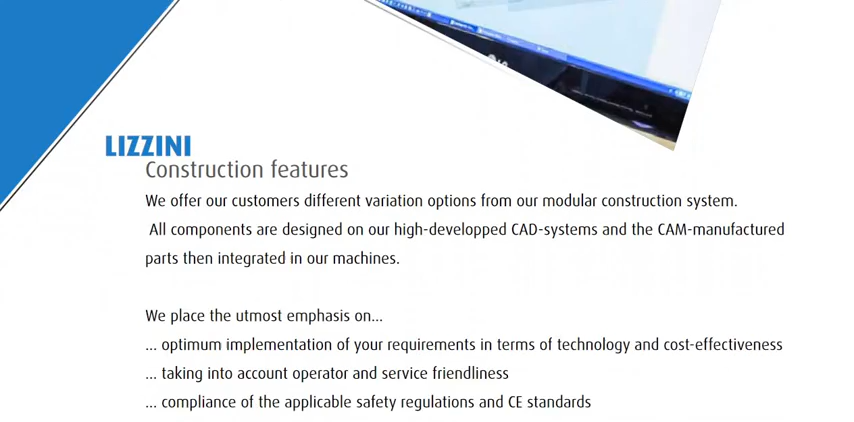 LIZZINI
Construction features
We offer our customers different variation options from our modular construction system.
All components are designed on our high-developped CAD-systems and the CAM-manufactured
parts then integrated in our machines.
We place the utmost emphasis on...
... optimum implementation of your requirements in terms of technology and cost-effectiveness
... taking into account operator and service friendliness
... compliance of the applicable safety regulations and CE standards